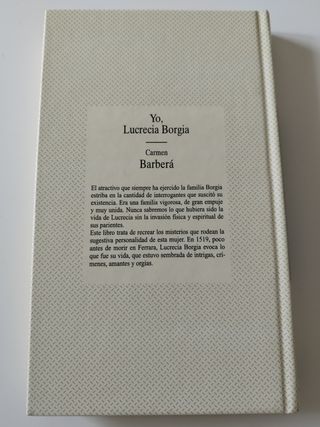 Yo,
Lucrecia Borgia
Carmen
Barberá
El atractivo que siempre ha ejercido la familia Borgia
estriba en la cantidad de interrogantes que suscitó su
existencia. Era una familia vigorosa, de gran empuje
y muy unida. Nunca sabremos lo que hubiera sido la
vida de Lucrecia sin la invasión física y espiritual de
sus parientes.
Este libro trata de recrear los misterios que rodean la
sugestiva personalidad de esta mujer. En 1519, poco
antes de morir en Ferrara, Lucrecia Borgia evoca lo
que fue su vida, que estuvo sembrada de intrigas, crí-
menes, amantes y orgías.